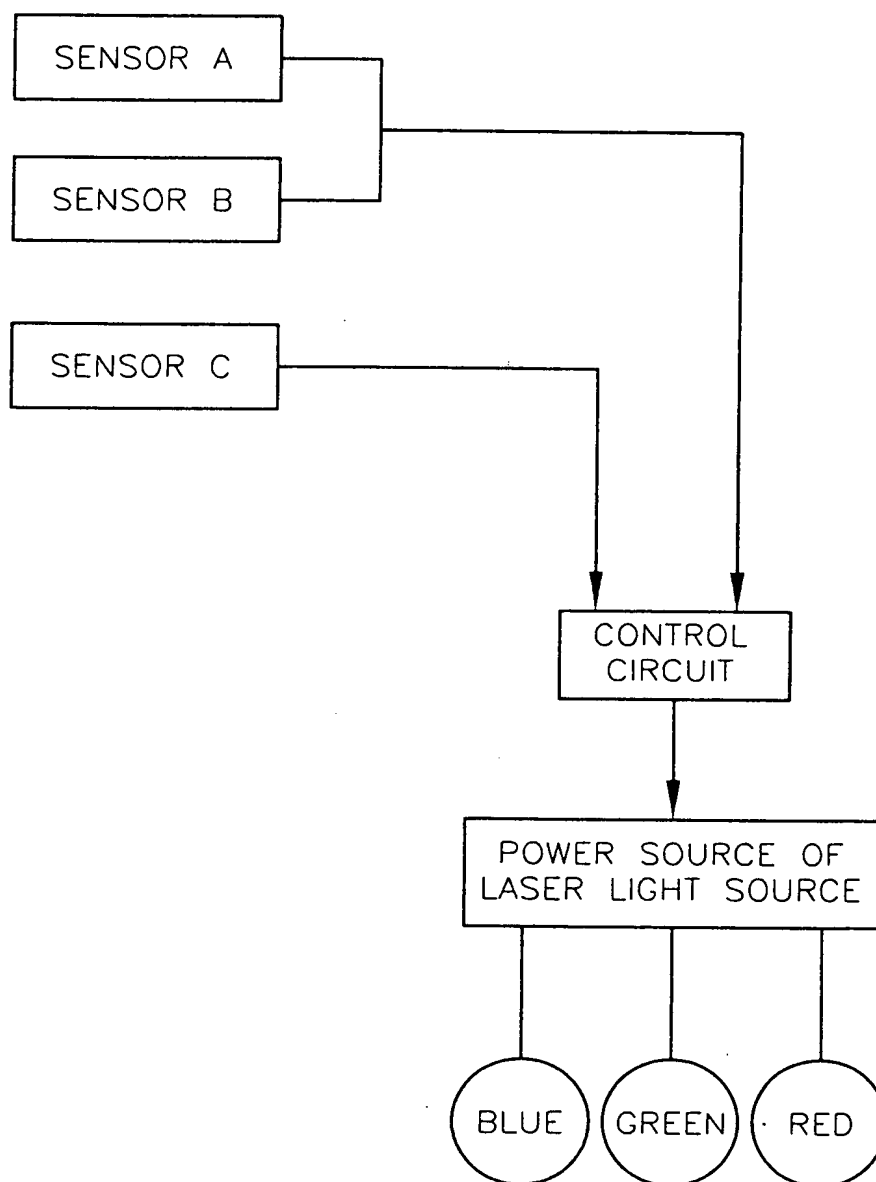 SENSOR A
SENSOR B
SENSOR C
CONTROL
CIRCUIT
POWER SOURCE OF
LASER LIGHT SOURCE
BLUE
GREEN
RED